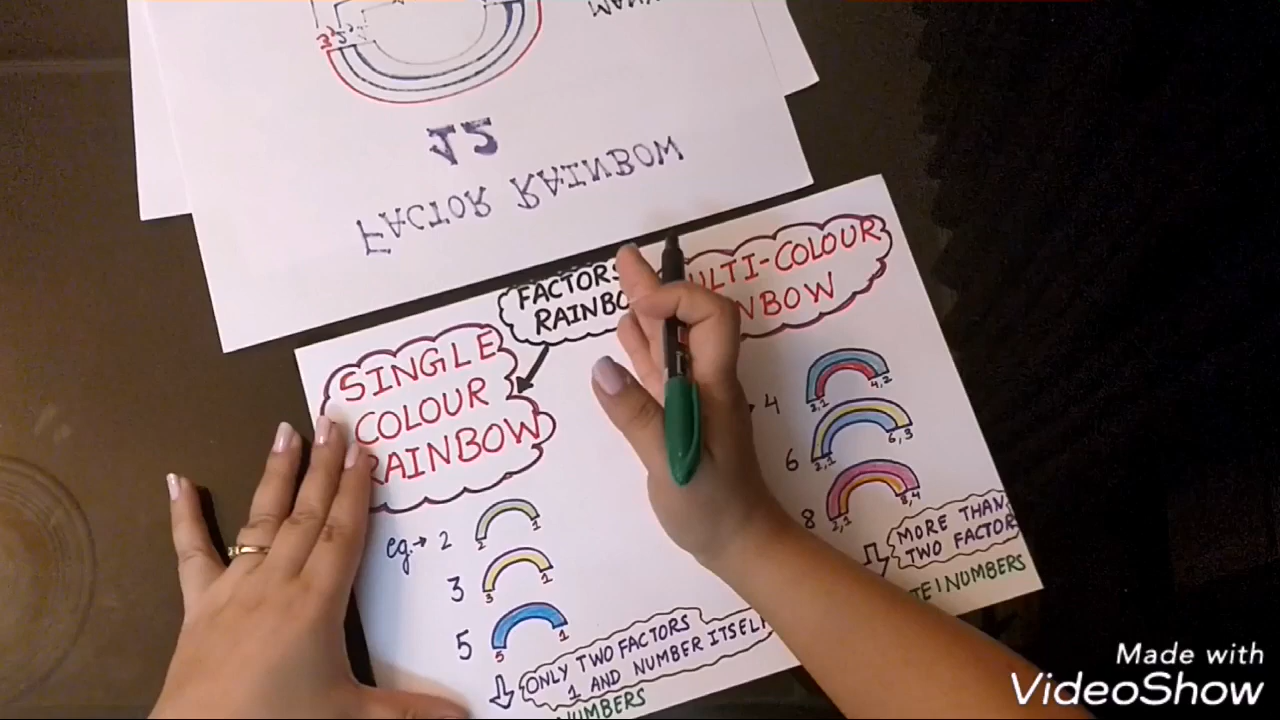 FACTOR RAINBOW
12
FACTORS
RAINBO
SINGLE
COLOUR
RAINBOW
eg. → 2
2 1
3
3 1
5
5 1
ONLY TWO FACTORS
1 AND NUMBER ITSELF
NUMBERS
ULTI-COLOUR
NBOW
4
2,1 4,2
6
2,1 6,3
8
2,1 8,4
MORE THAN
TWO FACTOR
TE NUMBERS
Made with
VideoShow